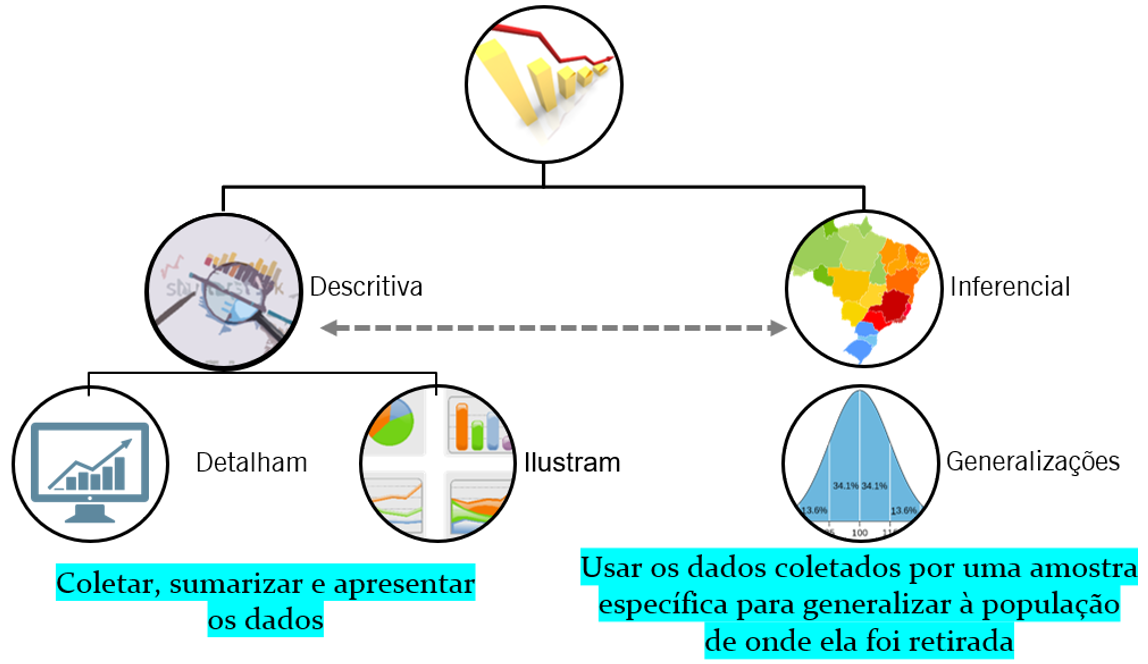 Descritiva
Inferencial
Detalham
Ilustram
Generalizações
34.1% 34.1%
13.6%
13.6%
100
Coletar, sumarizar e apresentar
os dados
Usar os dados coletados por uma amostra
específica para generalizar à população
de onde ela foi retirada